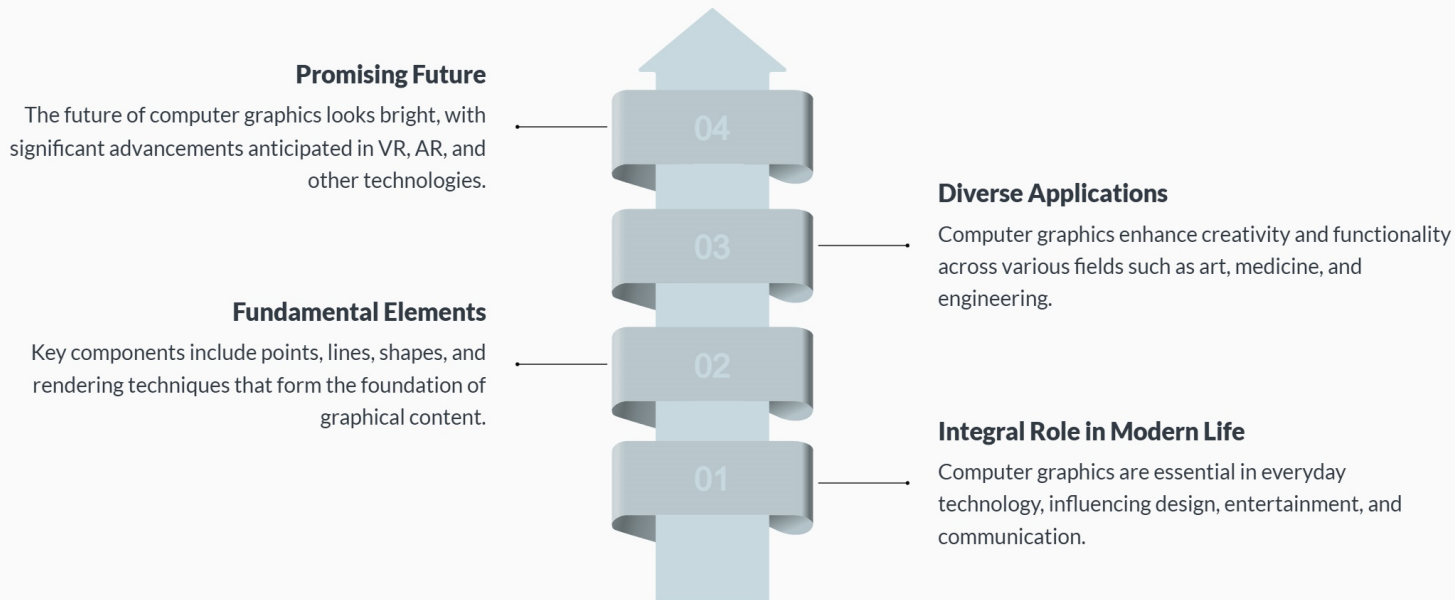 Promising Future
The future of computer graphics looks bright, with
significant advancements anticipated in VR, AR, and
other technologies.
04
Diverse Applications
Computer graphics enhance creativity and functionality
across various fields such as art, medicine, and
engineering.
03
Fundamental Elements
Key components include points, lines, shapes, and
rendering techniques that form the foundation of
graphical content.
02
Integral Role in Modern Life
Computer graphics are essential in everyday
technology, influencing design, entertainment, and
communication.
01